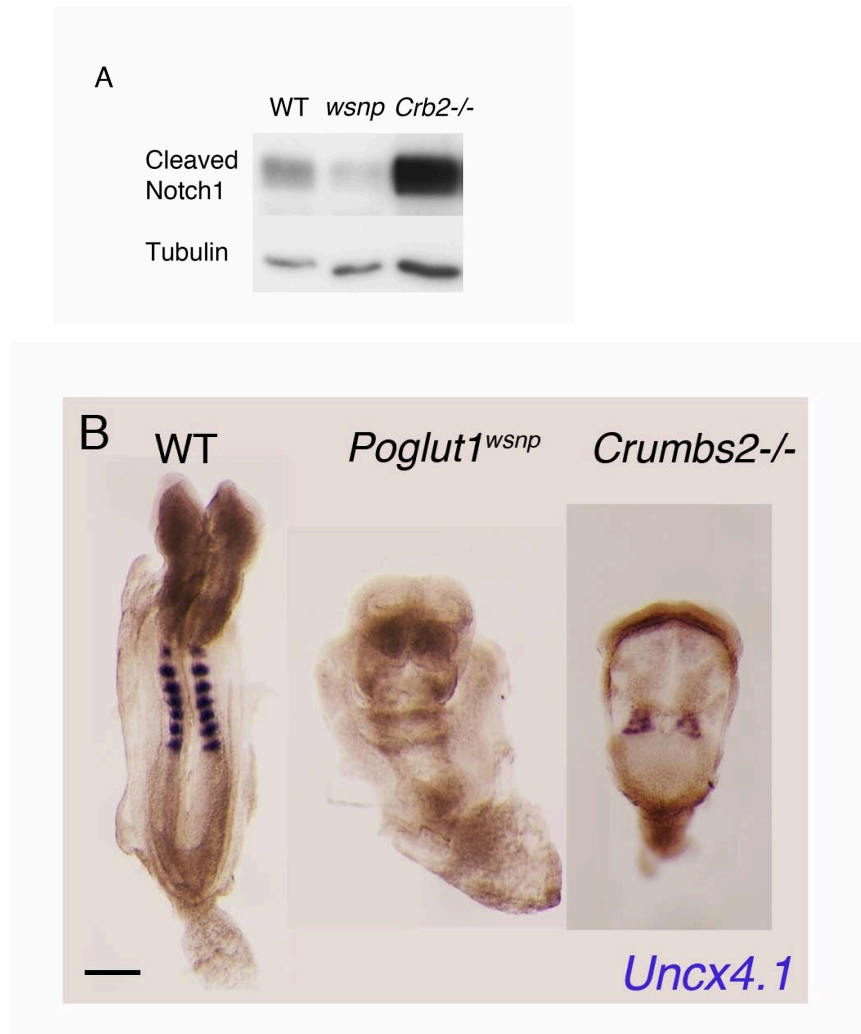 A
WT wsnp Crb2-/-
Cleaved
Notch1
Tubulin
B
WT
Poglut1wsnp
Crumbs2-/-
Uncx4.1